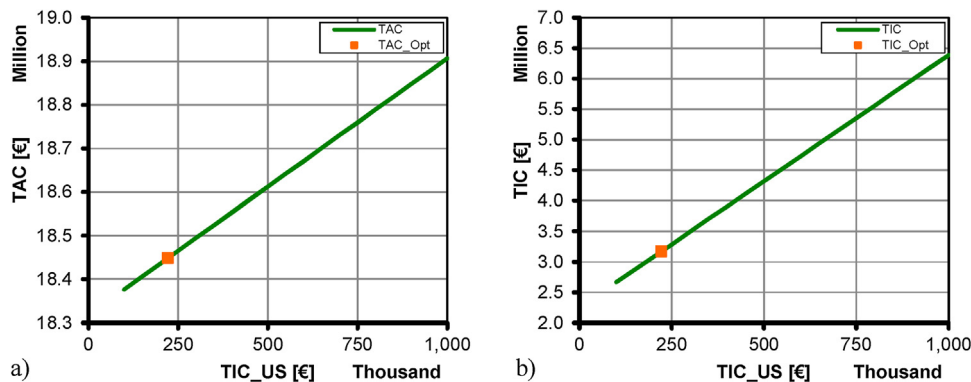 19.0
Million
TAC
TAC_Opt
18.9
18.8
18.7
18.6
18.5
18.4
18.3
TAC [€]
0
250
500
750
1,000
a)
TIC_US [€]
Thousand
7.0
Million
TIC
TIC_Opt
6.5
6.0
5.5
5.0
4.5
4.0
3.5
3.0
2.5
2.0
TIC [€]
0
250
500
750
1,000
b)
TIC_US [€]
Thousand